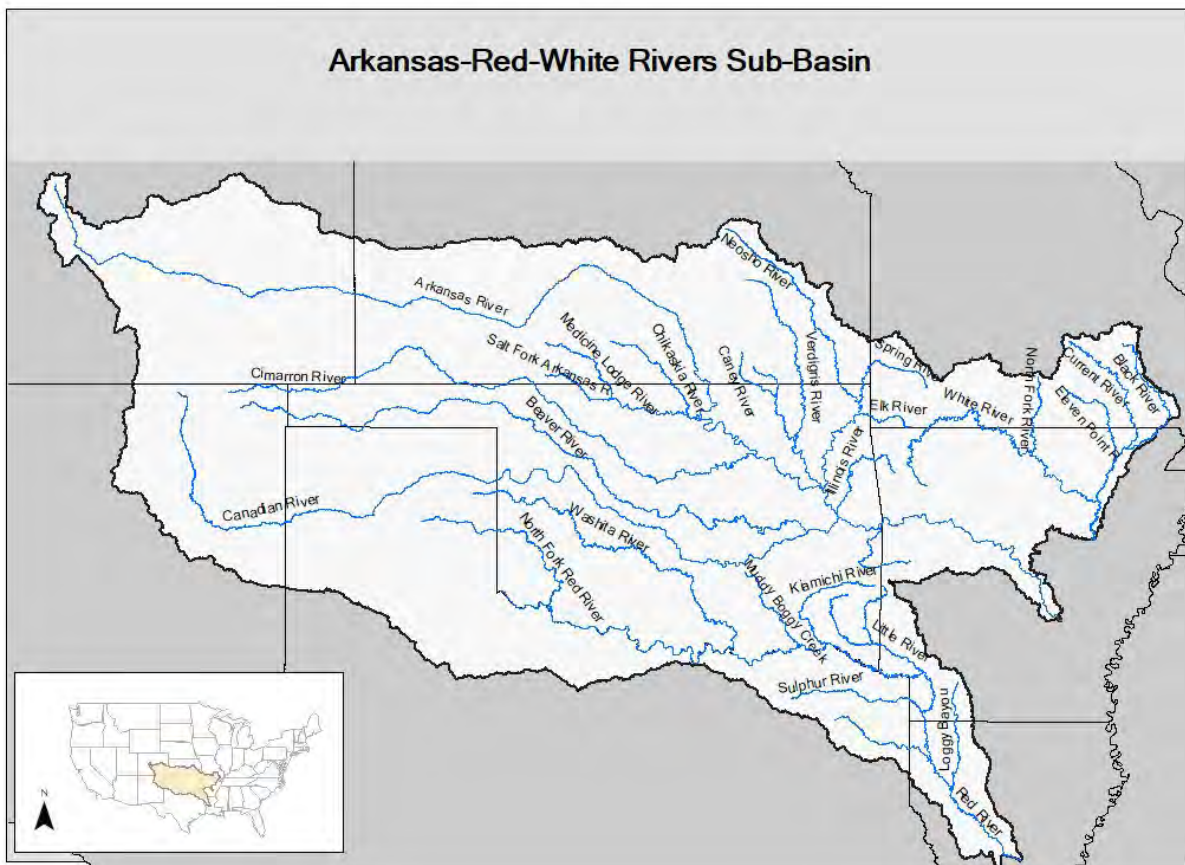 Arkansas-Red-White Rivers Sub-Basin
Neosho River
Arkansas River
Medicine Lodge River
Chikaskia River
Salt Fork Arkansas R
Caney River
Verdigris River
Spring River
North Fork River
Current River
Black River
Cimarron River
Beaver River
Elk River
White River
Eleven Point R
Illinois River
Canadian River
Washita River
North Fork Red River
Muddy Boggy Creek
Kiamichi River
Little River
Sulphur River
Loggy Bayou
Red River
N